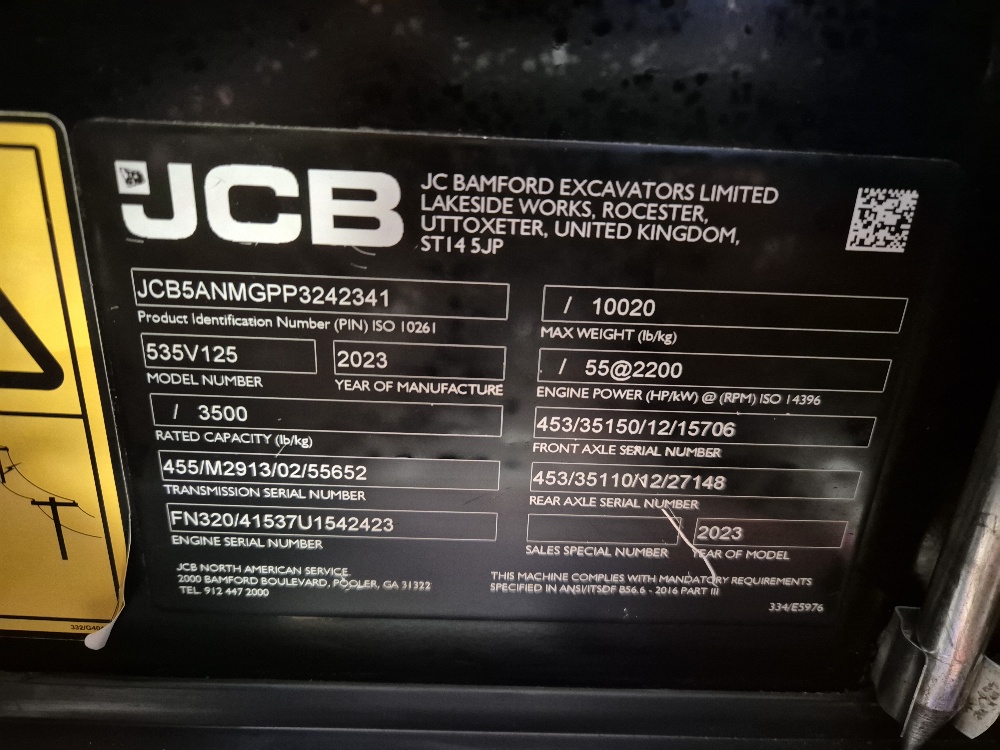 JCB
JC BAMFORD EXCAVATORS LIMITED
LAKESIDE WORKS, ROCESTER,
UTTOXETER, UNITED KINGDOM,
ST14 5JP
JCB5ANMGPP3242341
Product Identification Number (PIN) ISO 10261
535V125
MODEL NUMBER
2023
YEAR OF MANUFACTURE
/ 3500
RATED CAPACITY (lb/kg)
455/M2913/02/55652
TRANSMISSION SERIAL NUMBER
FN320/41537U1542423
ENGINE SERIAL NUMBER
/ 10020
MAX WEIGHT (lb/kg)
/ 55@2200
ENGINE POWER (HP/kW) @ (RPM) ISO 14396
453/35150/12/15706
FRONT AXLE SERIAL NUMBER
453/35110/12/27148
REAR AXLE SERIAL NUMBER
SALES SPECIAL NUMBER
2023
YEAR OF MODEL
JCB NORTH AMERICAN SERVICE
2000 BAMFORD BOULEVARD, POOLER, GA 31322
TEL. 912 447 2000
THIS MACHINE COMPLIES WITH MANDATORY REQUIREMENTS
SPECIFIED IN ANSI/ITSDF B56.6 - 2016 PART III
334/E5976